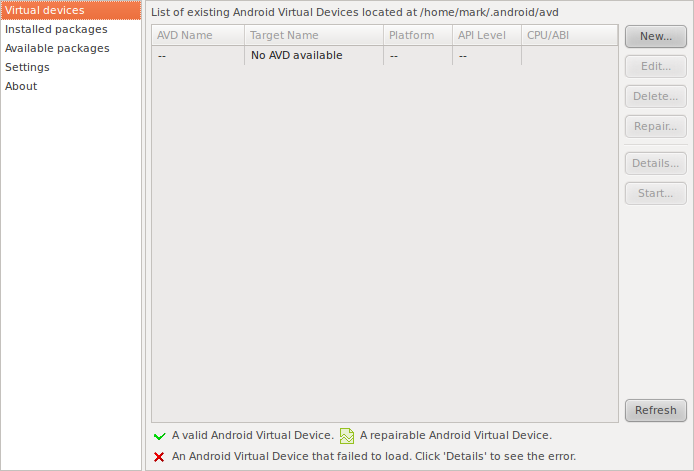 Virtual devices
Installed packages
Available packages
Settings
About
List of existing Android Virtual Devices located at /home/mark/.android/avd
AVD Name Target Name Platform API Level CPU/ABI
-- No AVD available -- --
New...
Edit...
Delete...
Repair...
Details...
Start...
Refresh
A valid Android Virtual Device. A repairable Android Virtual Device.
An Android Virtual Device that failed to load. Click 'Details' to see the error.